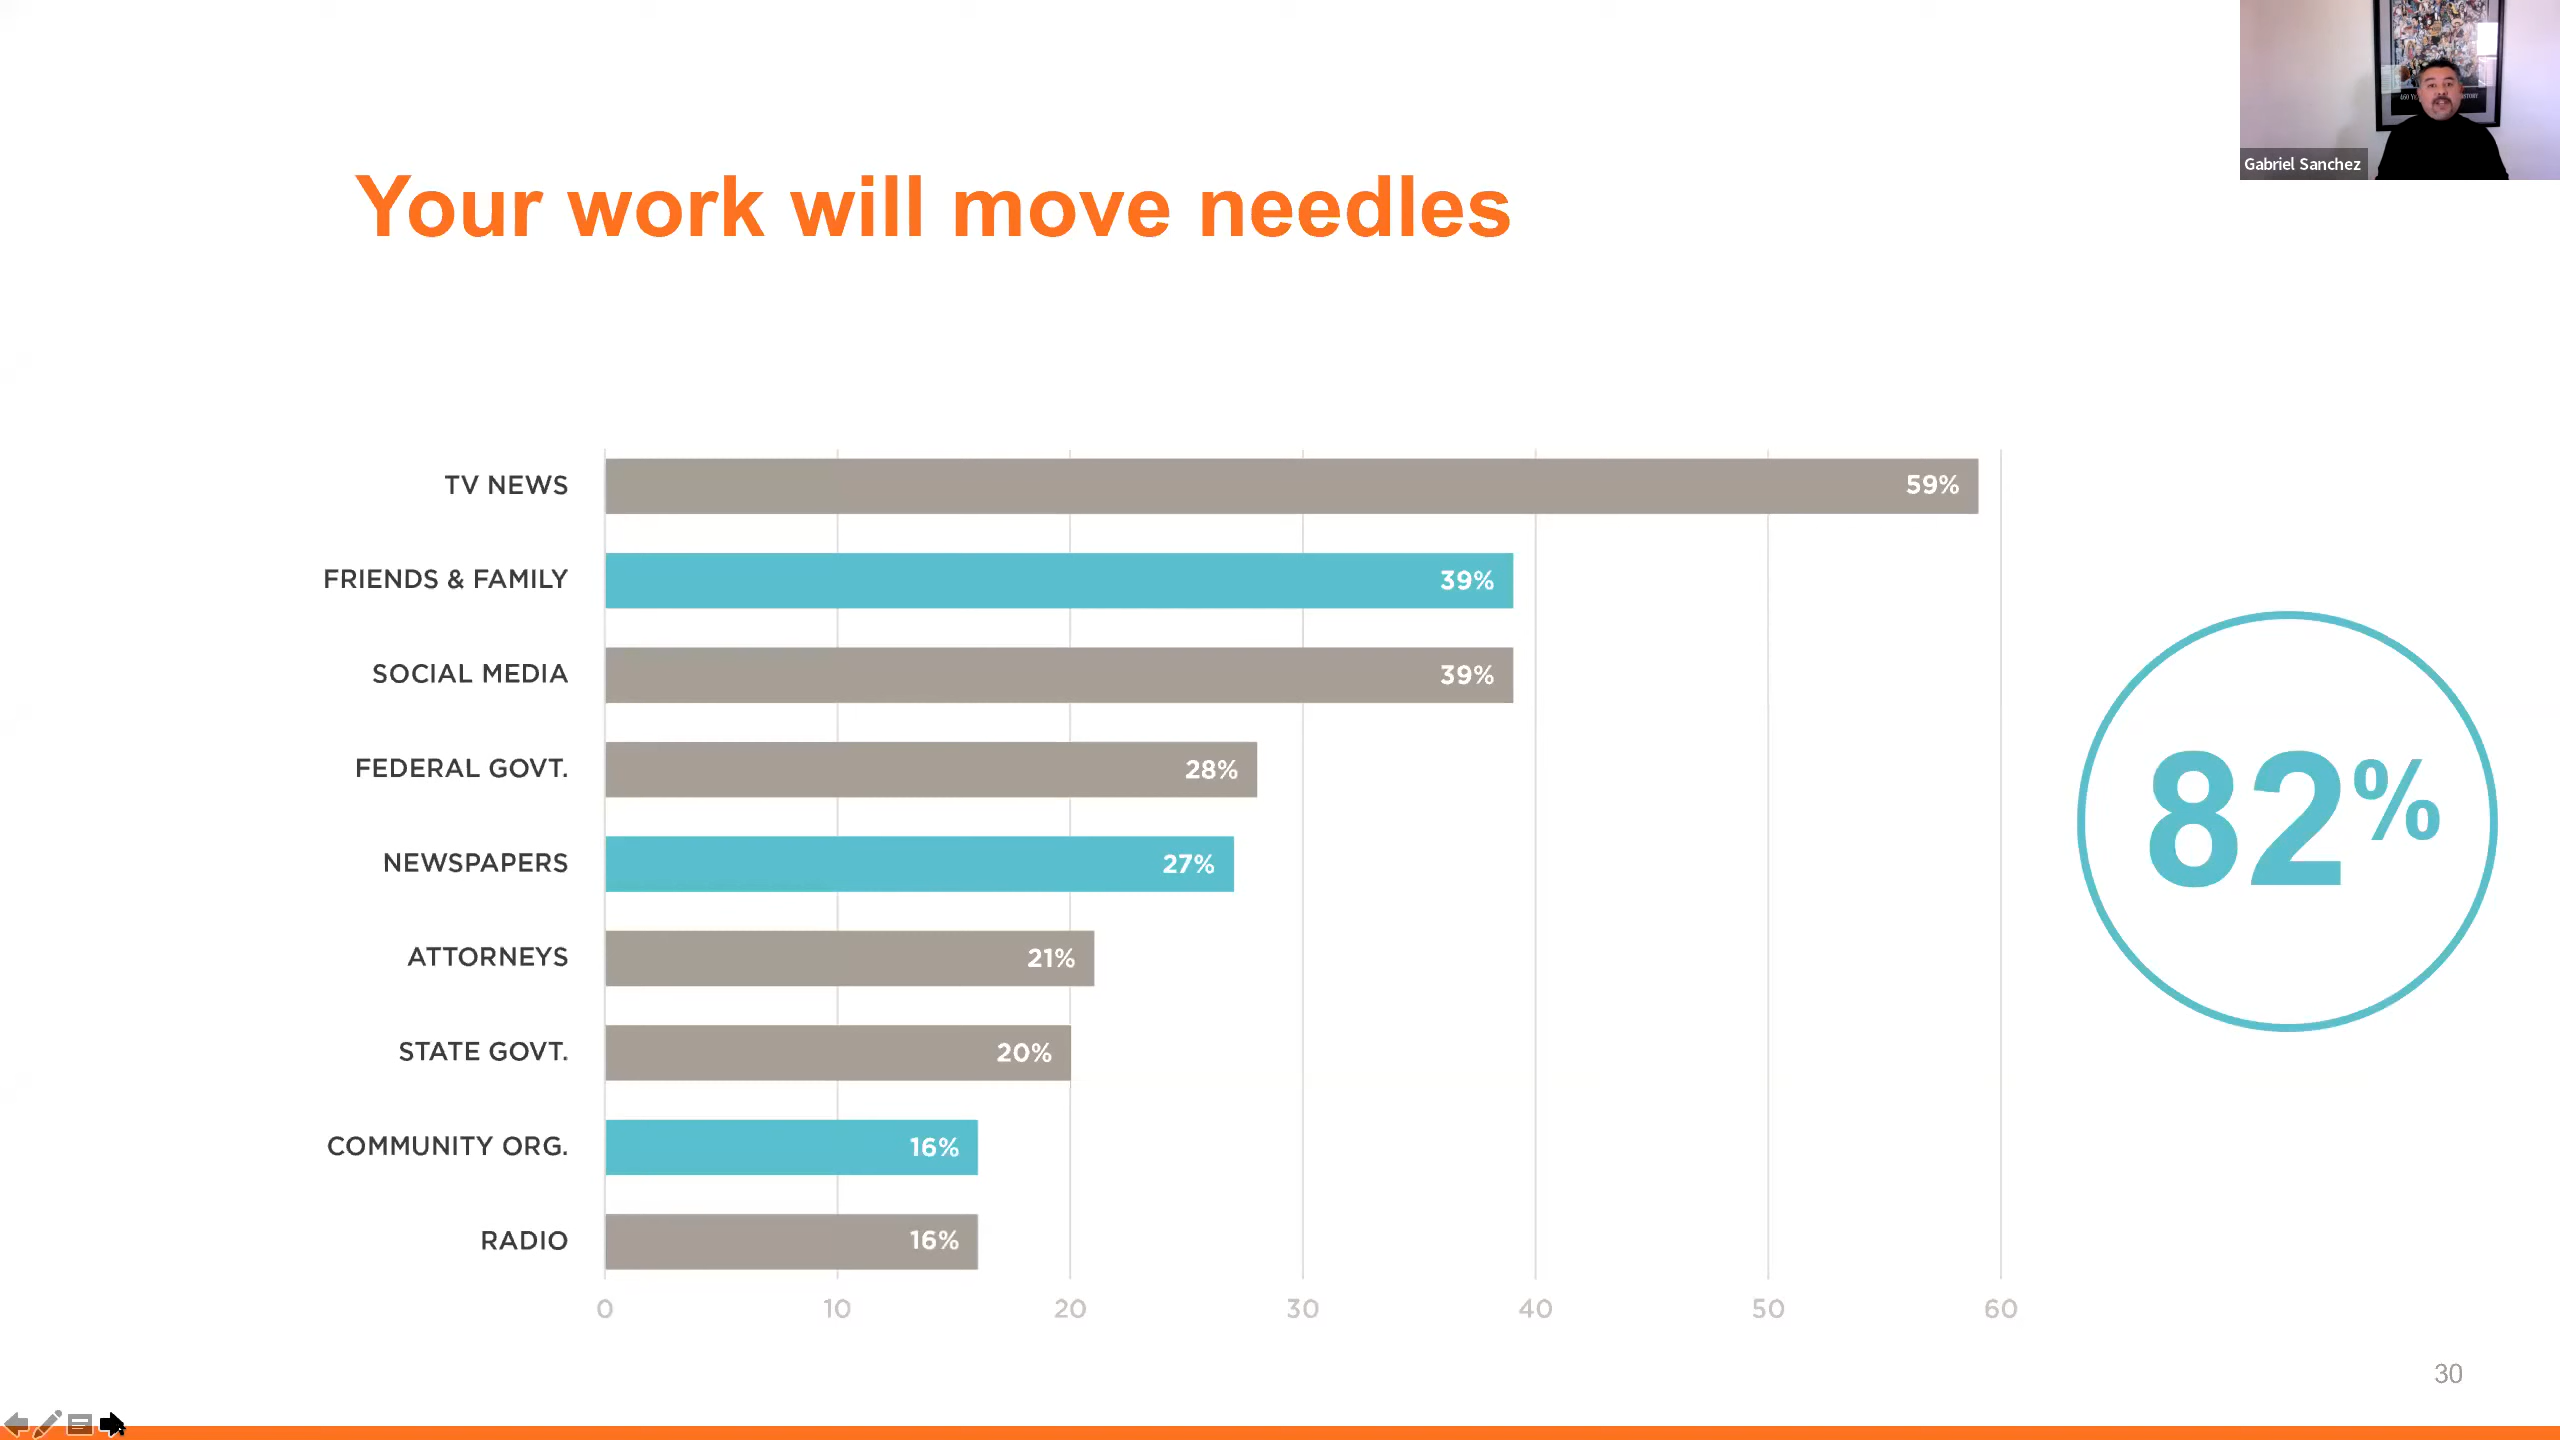 Gabriel Sanchez
Your work will move needles
TV NEWS 59%
FRIENDS & FAMILY 39%
SOCIAL MEDIA 39%
FEDERAL GOVT. 28%
NEWSPAPERS 27%
ATTORNEYS 21%
STATE GOVT. 20%
COMMUNITY ORG. 16%
RADIO 16%
0 10 20 30 40 50 60
82%
30